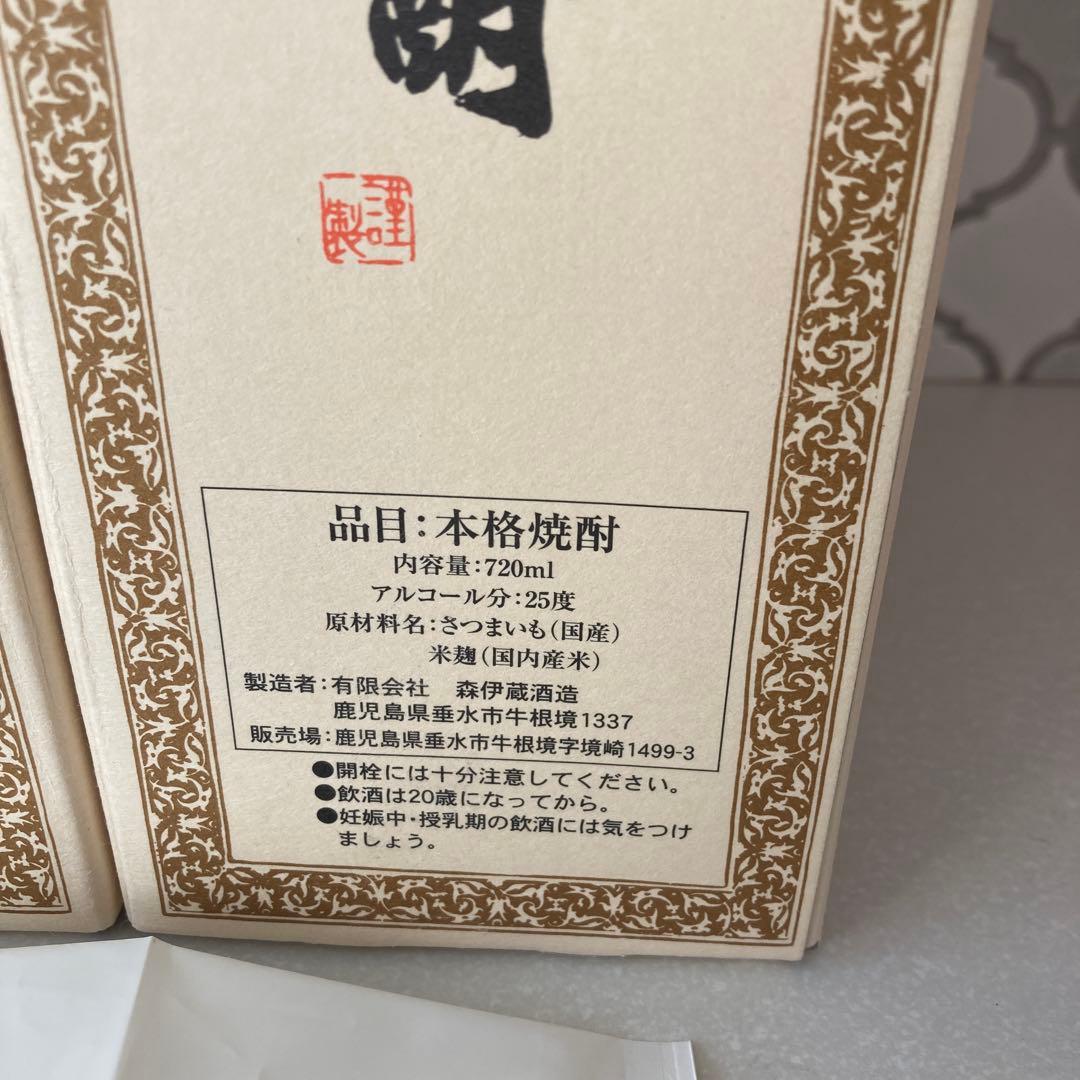 謹製
品目:本格焼酎
内容量:720ml
アルコール分:25度
原材料名:さつまいも(国産)
米麹(国内産米)
製造者:有限会社　森伊蔵酒造
鹿児島県垂水市牛根境1337
販売場:鹿児島県垂水市牛根境字境崎1499-3
●開栓には十分注意してください。
●飲酒は20歳になってから。
●妊娠中・授乳期の飲酒には気をつけ
ましょう。